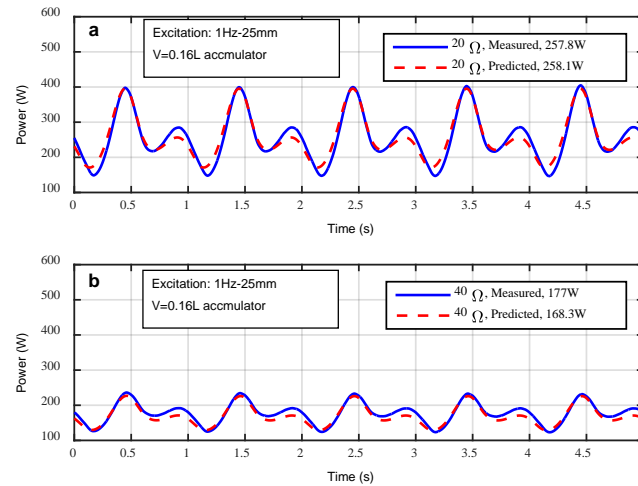 a
Excitation: 1Hz-25mm
V=0.16L accmulator
20 Ω, Measured, 257.8W
20 Ω, Predicted, 258.1W
Power (W)
600
500
400
300
200
100
0 0.5 1 1.5 2 2.5 3 3.5 4 4.5
Time (s)
b
Excitation: 1Hz-25mm
V=0.16L accmulator
40 Ω, Measured, 177W
40 Ω, Predicted, 168.3W
Power (W)
600
500
400
300
200
100
0 0.5 1 1.5 2 2.5 3 3.5 4 4.5
Time (s)